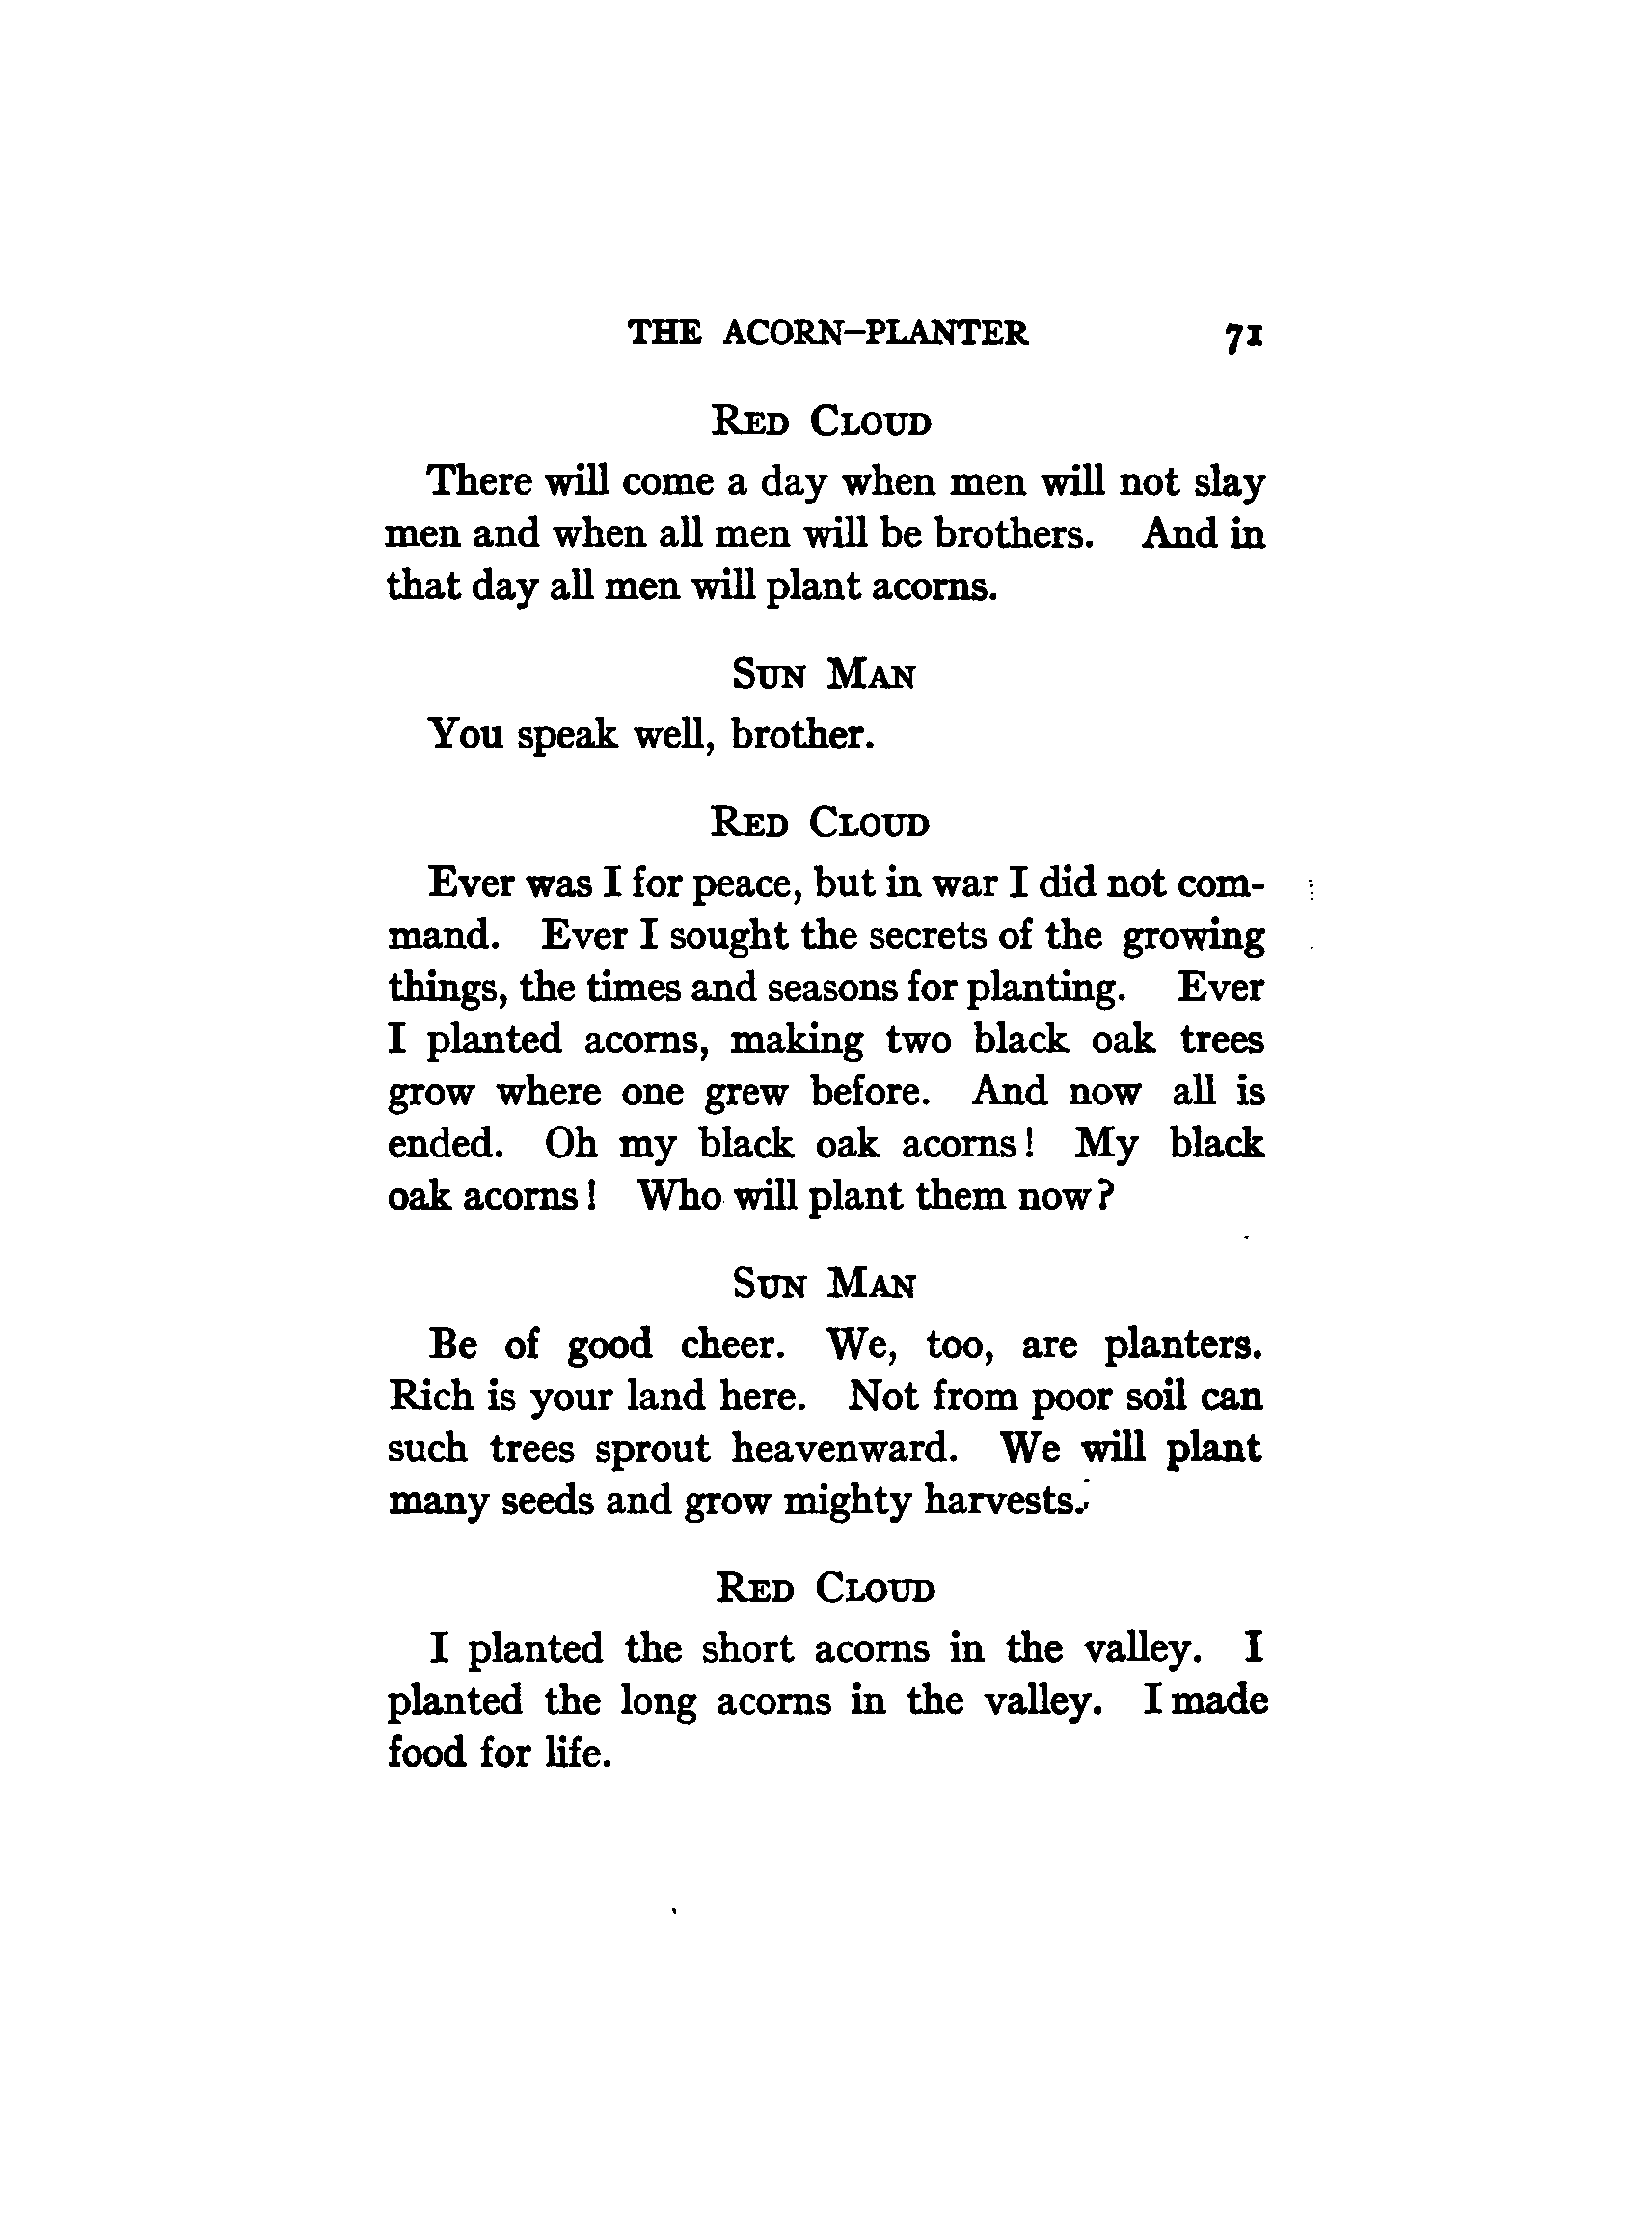 THE ACORN–PLANTER 71
RED CLOUD
There will come a day when men will not slay
men and when all men will be brothers. And in
that day all men will plant acorns.
SUN MAN
You speak well, brother.
RED CLOUD
Ever was I for peace, but in war I did not com-
mand. Ever I sought the secrets of the growing
things, the times and seasons for planting. Ever
I planted acorns, making two black oak trees
grow where one grew before. And now all is
ended. Oh my black oak acorns! My black
oak acorns! Who will plant them now?
SUN MAN
Be of good cheer. We, too, are planters.
Rich is your land here. Not from poor soil can
such trees sprout heavenward. We will plant
many seeds and grow mighty harvests.
RED CLOUD
I planted the short acorns in the valley. I
planted the long acorns in the valley. I made
food for life.